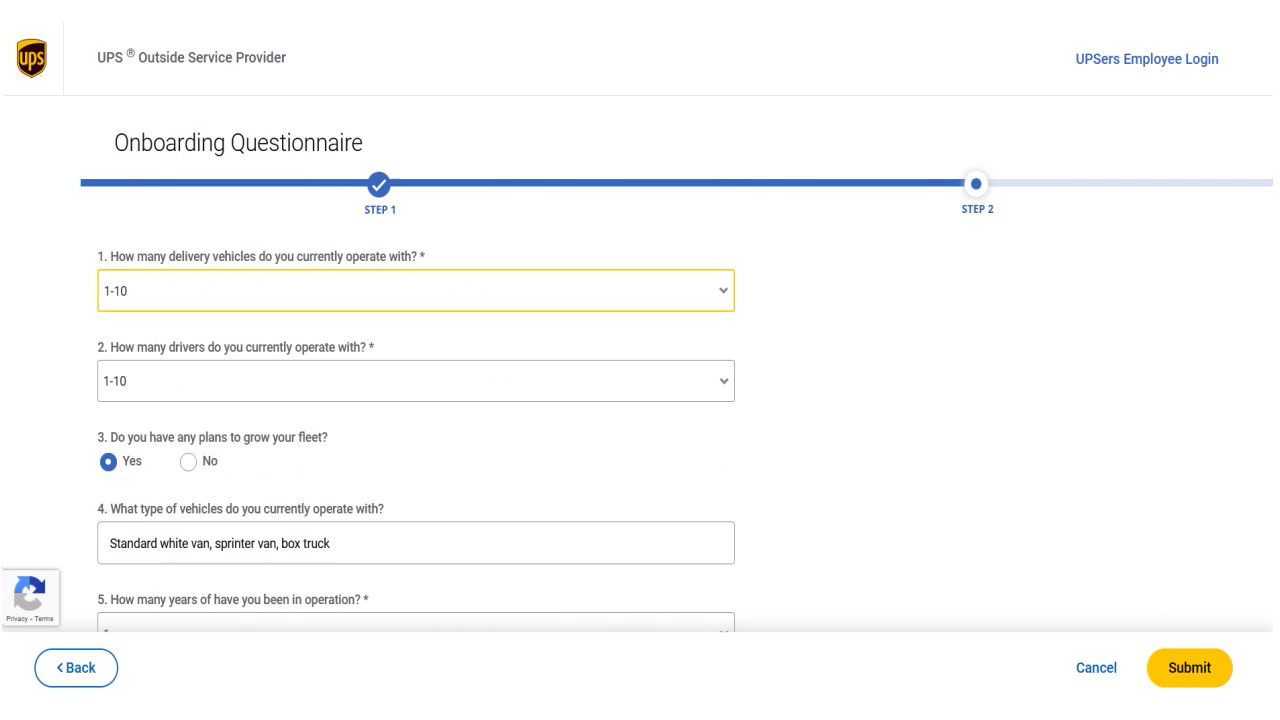 ups
UPS ® Outside Service Provider
UPSers Employee Login
Onboarding Questionnaire
STEP 1
STEP 2
1. How many delivery vehicles do you currently operate with? *
1-10
2. How many drivers do you currently operate with? *
1-10
3. Do you have any plans to grow your fleet?
Yes No
4. What type of vehicles do you currently operate with?
Standard white van, sprinter van, box truck
5. How many years of have you been in operation? *
Privacy - Terms
Back
Cancel
Submit